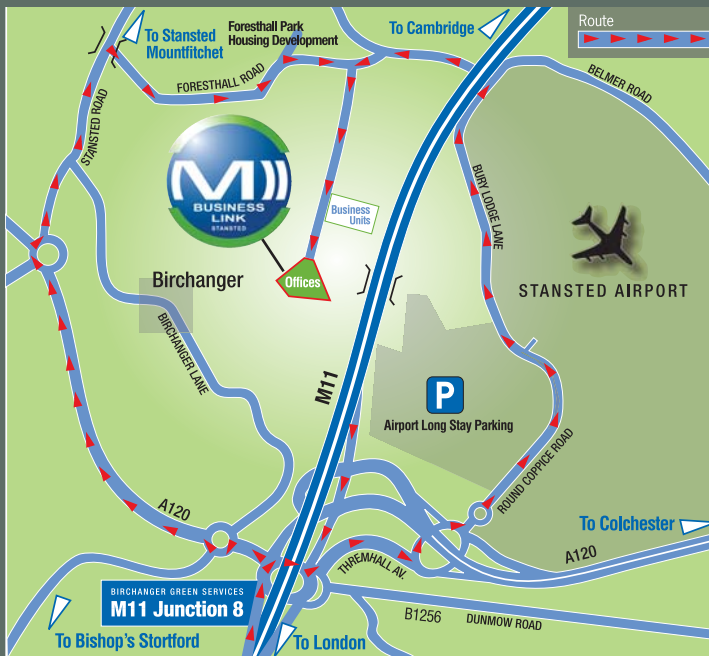 To Stansted
Mountfitchet
Foresthall Park
Housing Development
To Cambridge
Route
FORESTHALL ROAD
BELMER ROAD
STANSTED ROAD
M))
BUSINESS
LINK
STANSTED
BURY LODGE LANE
Business
Units
Birchanger
Offices
STANSTED AIRPORT
BIRCHANGER LANE
M11
P
Airport Long Stay Parking
ROUND COPPICE ROAD
A120
To Colchester
A120
THREMHALL AV.
BIRCHANGER GREEN SERVICES
M11 Junction 8
B1256
DUNMOW ROAD
To Bishop's Stortford
To London